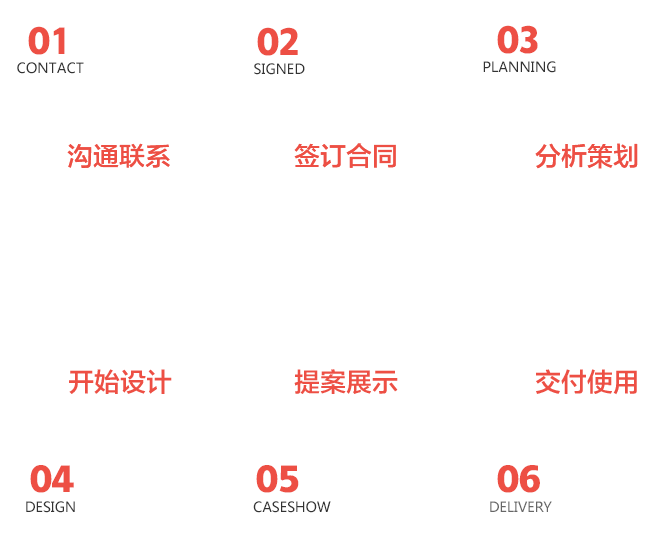 01
CONTACT
02
SIGNED
03
PLANNING
沟通联系
签订合同
分析策划
开始设计
提案展示
交付使用
04
DESIGN
05
CASESHOW
06
DELIVERY